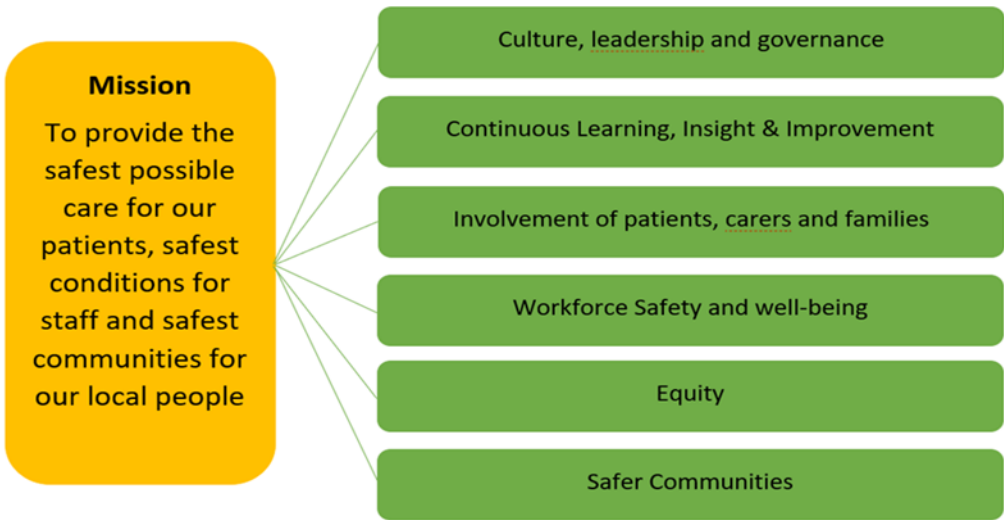 Mission
To provide the
safest possible
care for our
patients, safest
conditions for
staff and safest
communities for
our local people
Culture, leadership and governance
Continuous Learning, Insight & Improvement
Involvement of patients, carers and families
Workforce Safety and well-being
Equity
Safer Communities